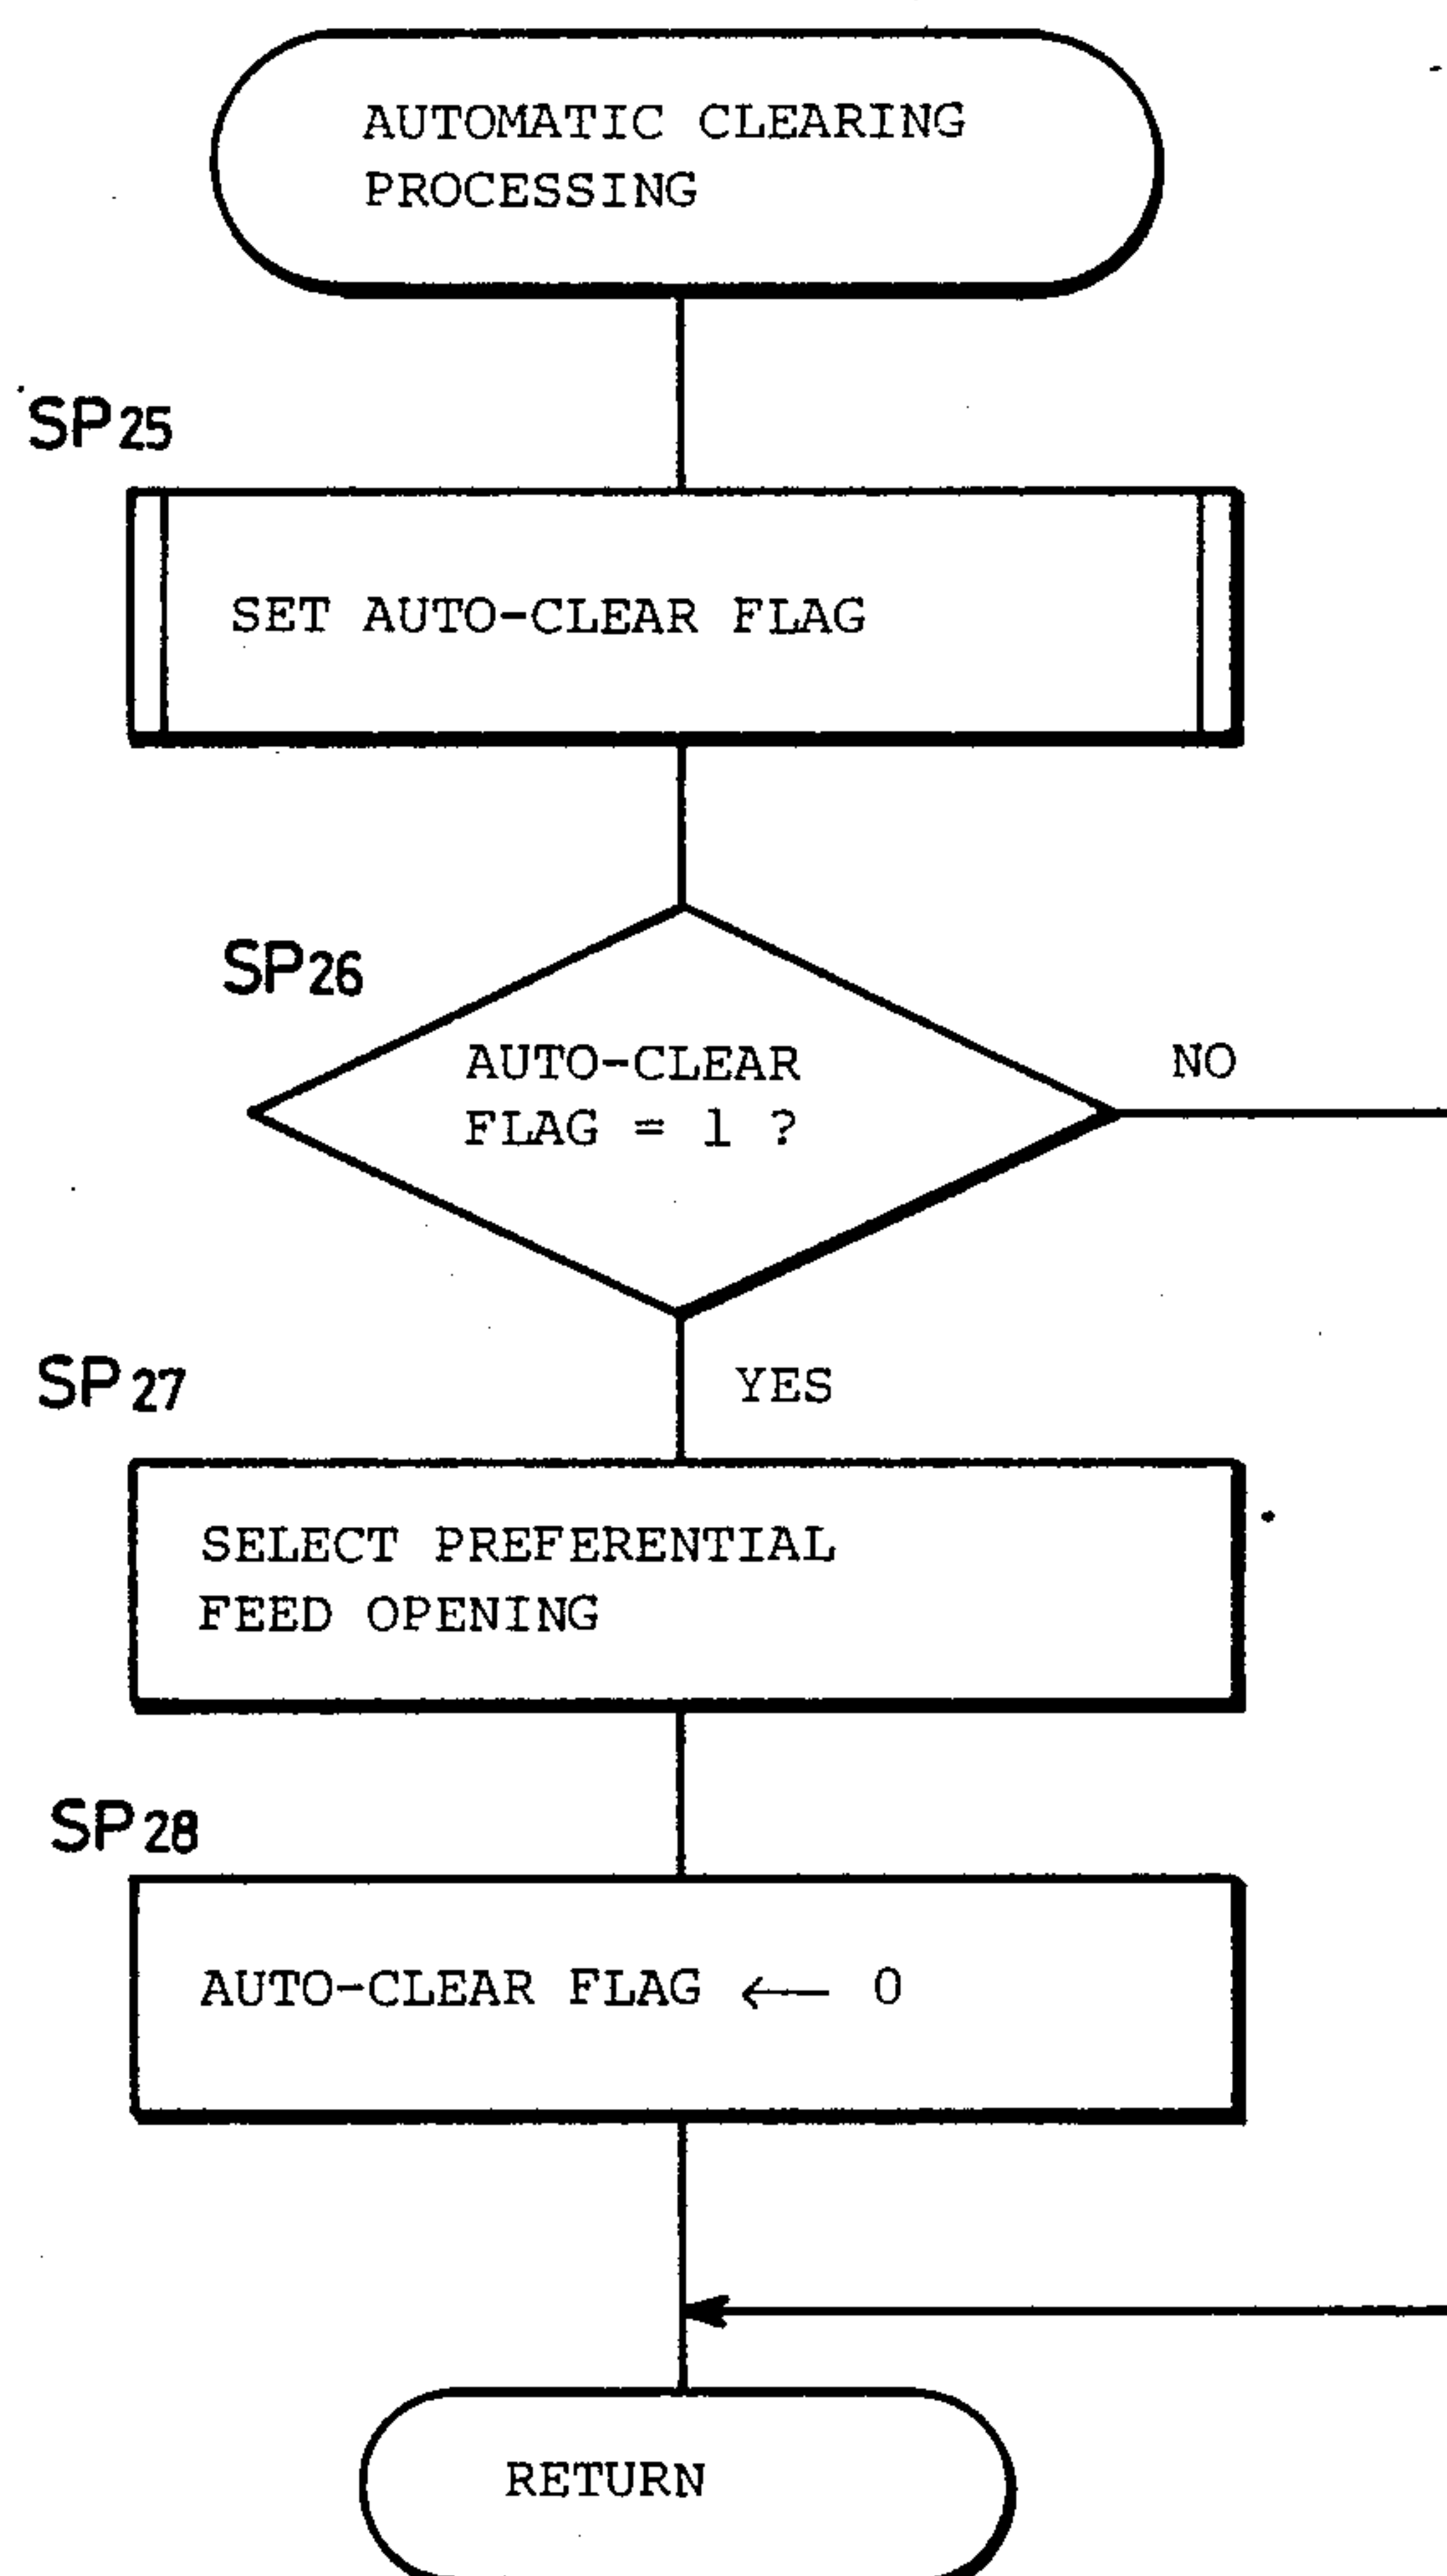 AUTOMATIC CLEARING
PROCESSING
SP25
SET AUTO-CLEAR FLAG
SP26
AUTO-CLEAR
FLAG = 1 ?
NO
YES
SP27
SELECT PREFERENTIAL
FEED OPENING
SP28
AUTO-CLEAR FLAG ← 0
RETURN